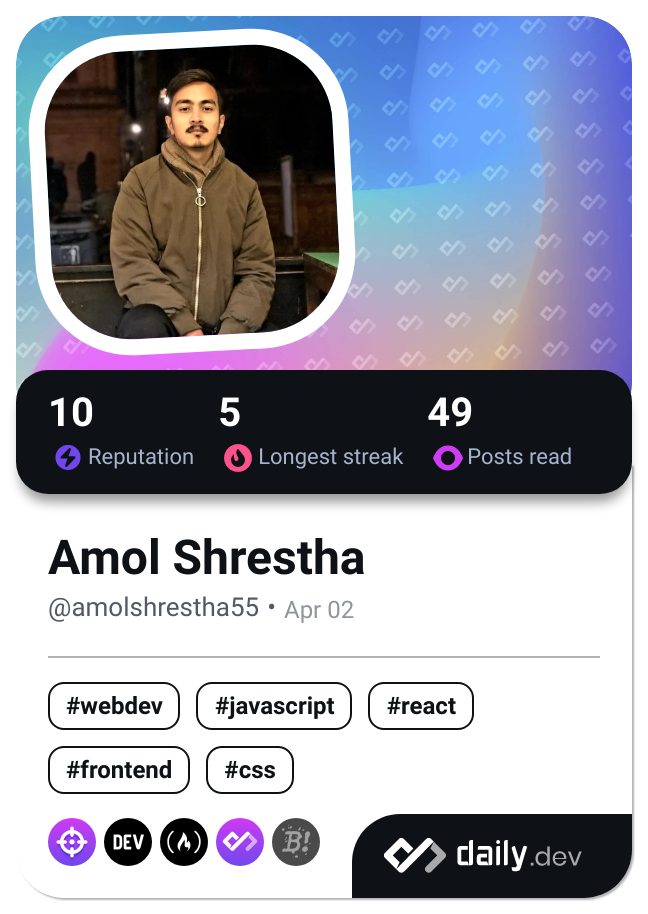 10 5 49
Reputation Longest streak Posts read
Amol Shrestha
@amolshrestha55 • Apr 02
#webdev #javascript #react
#frontend #css
DEV B!
daily.dev